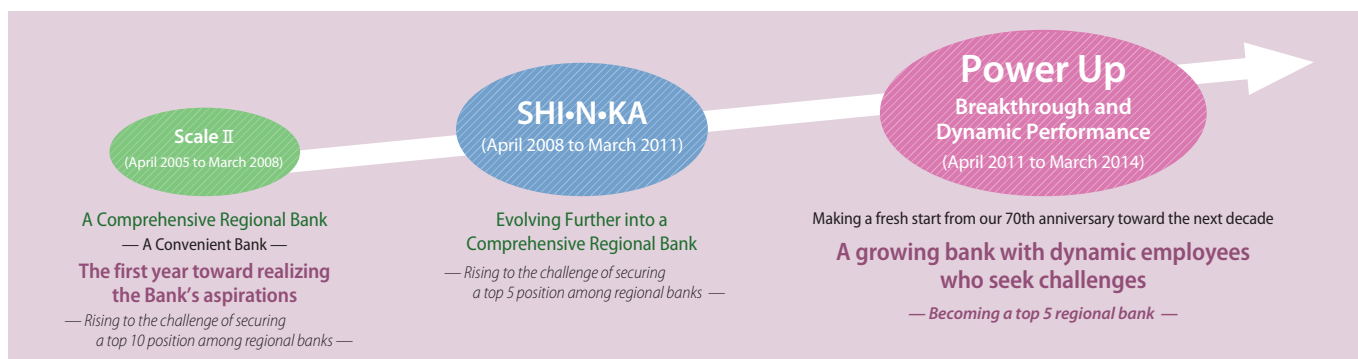 Scale Ⅱ
(April 2005 to March 2008)
A Comprehensive Regional Bank
— A Convenient Bank —
The first year toward realizing
the Bank's aspirations
— Rising to the challenge of securing
a top 10 position among regional banks —
SHI•N•KA
(April 2008 to March 2011)
Evolving Further into a
Comprehensive Regional Bank
— Rising to the challenge of securing
a top 5 position among regional banks —
Power Up
Breakthrough and
Dynamic Performance
(April 2011 to March 2014)
Making a fresh start from our 70th anniversary toward the next decade
A growing bank with dynamic employees
who seek challenges
— Becoming a top 5 regional bank —